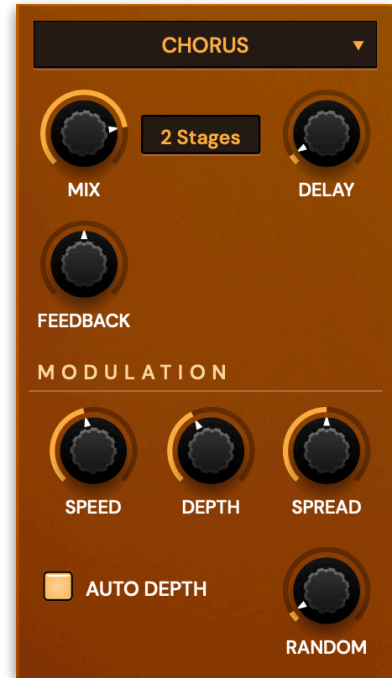 CHORUS
2 Stages
MIX
DELAY
FEEDBACK
MODULATION
SPEED DEPTH SPREAD
AUTO DEPTH
RANDOM